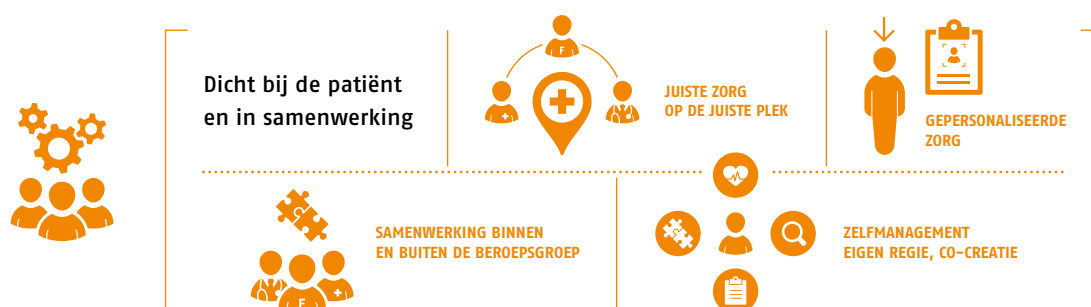 Dicht bij de patiënt
en in samenwerking
F
JUISTE ZORG
OP DE JUISTE PLEK
GEPERSONALISEERDE
ZORG
SAMENWERKING BINNEN
EN BUITEN DE BEROEPSGROEP
F
ZELFMANAGEMENT
EIGEN REGIE, CO-CREATIE